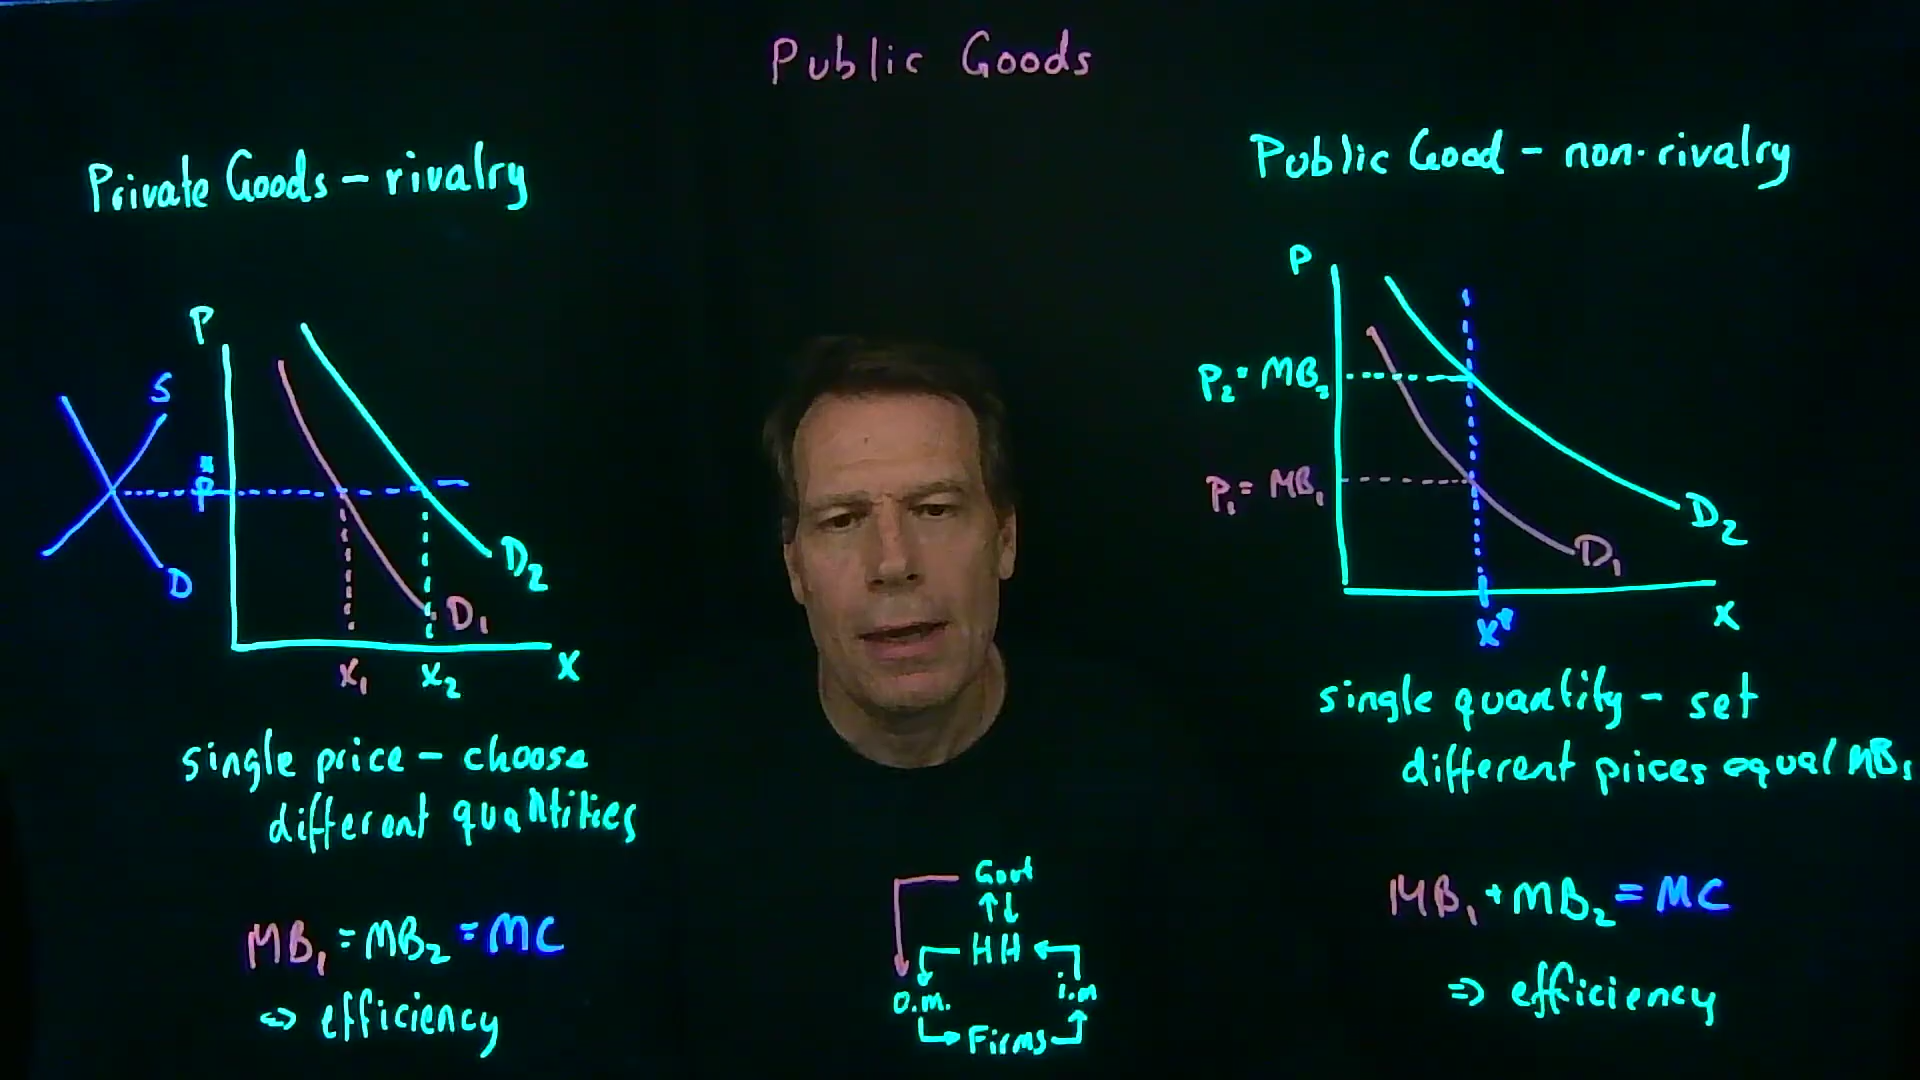 Public Goods
Private Goods - rivalry
P
S
P*
D
D2
D1
x1 x2 x
single price - choose
different quantities
MB1 = MB2 = MC
⇔ efficiency
Govt
↑↓
HH
o.m. i.m
Firms
Public Good - non-rivalry
P
P2 = MB2
P1 = MB1
D2
D1
x* x
single quantity - set
different prices equal MBs
MB1 + MB2 = MC
⇒ efficiency